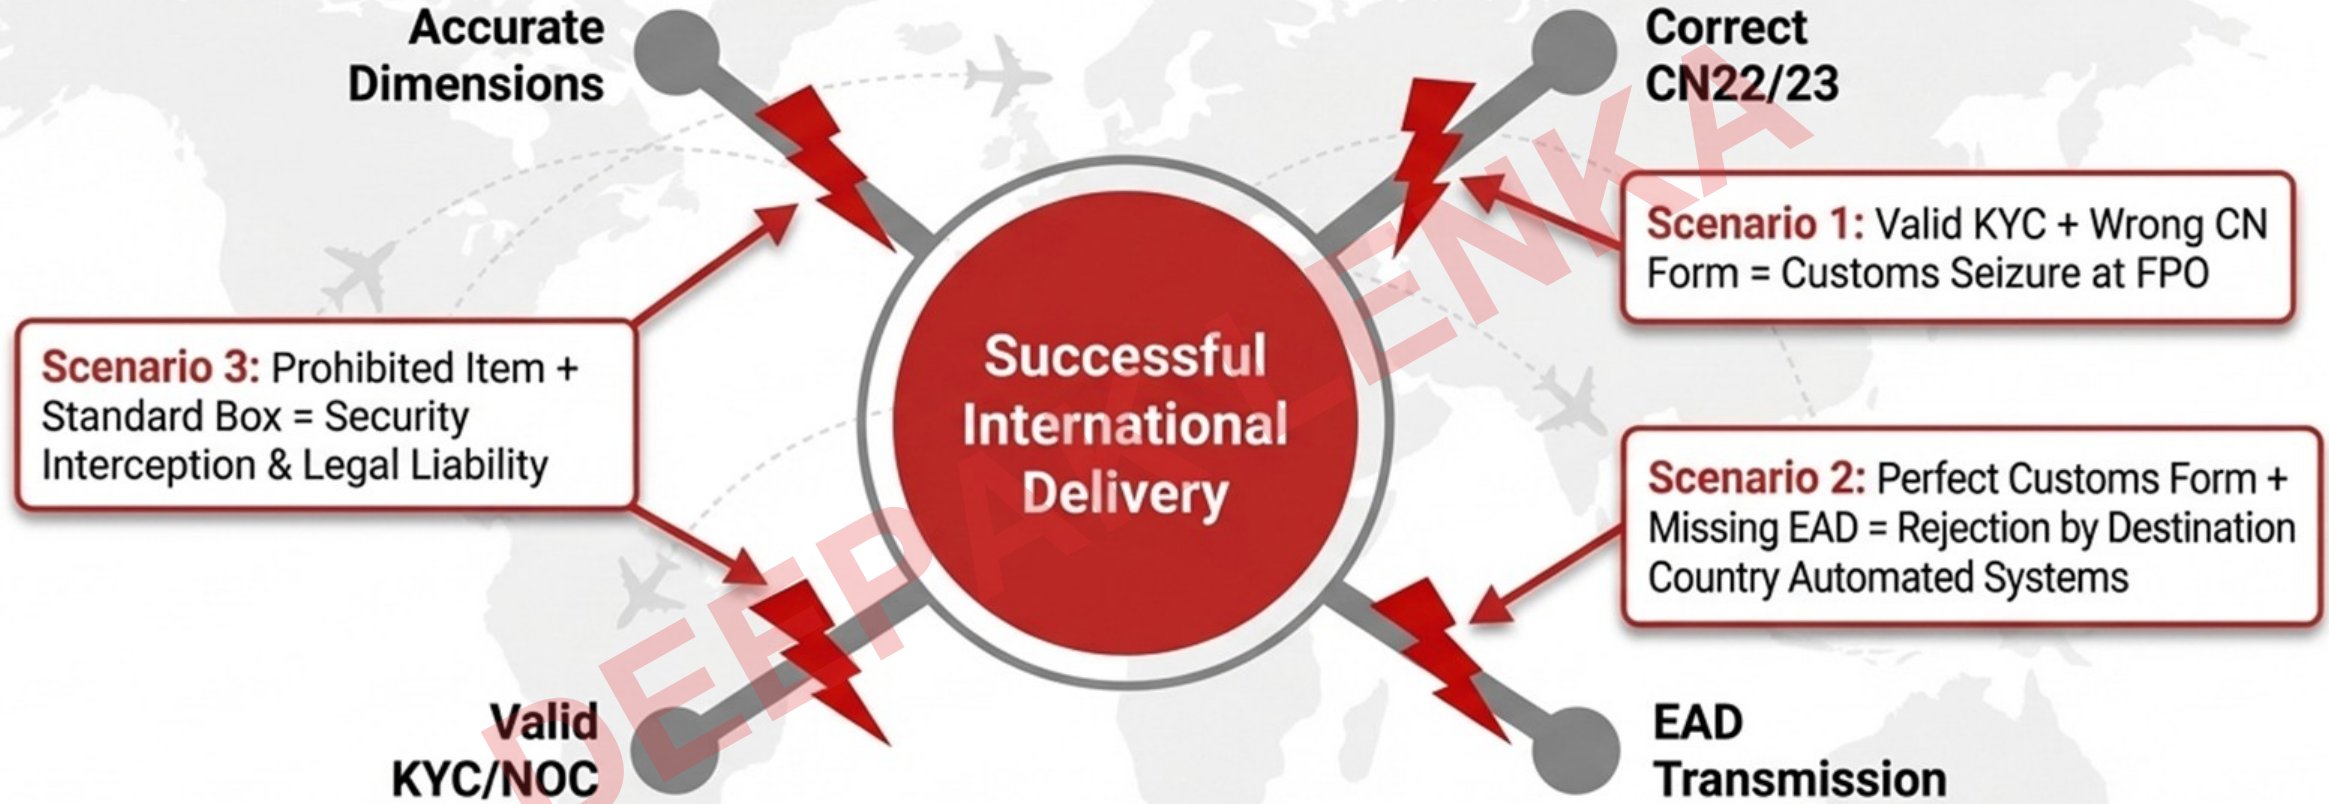 Accurate
Dimensions
Correct
CN22/23
Scenario 1: Valid KYC + Wrong CN
Form = Customs Seizure at FPO
Scenario 3: Prohibited Item +
Standard Box = Security
Interception & Legal Liability
Successful
International
Delivery
Scenario 2: Perfect Customs Form +
Missing EAD = Rejection by Destination
Country Automated Systems
Valid
KYC/NOC
EAD
Transmission
DEEPAK LENKA